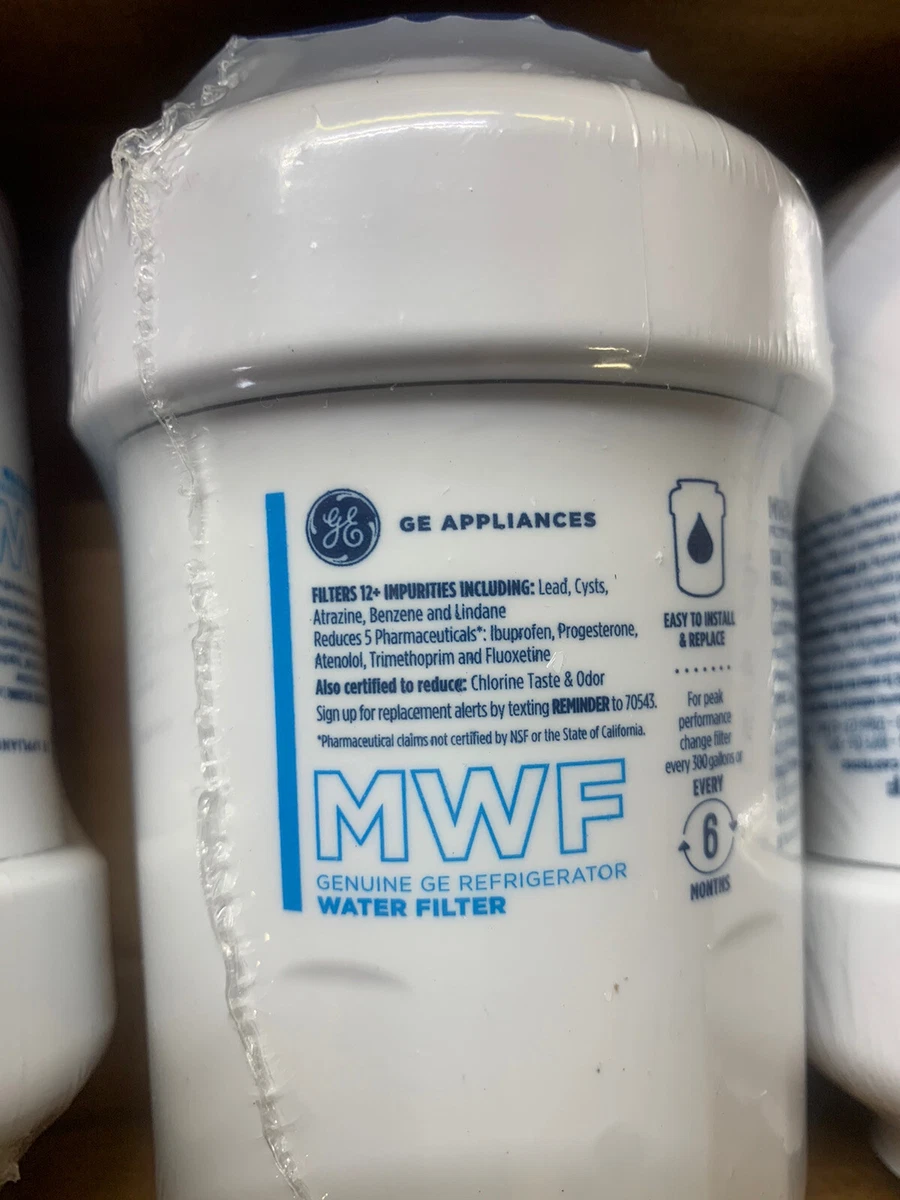 GE
GE APPLIANCES
FILTERS 12+ IMPURITIES INCLUDING: Lead, Cysts,
Atrazine, Benzene and Lindane
Reduces 5 Pharmaceuticals*: Ibuprofen, Progesterone,
Atenolol, Trimethoprim and Fluoxetine
Also certified to reduce: Chlorine Taste & Odor
Sign up for replacement alerts by texting REMINDER to 70543.
*Pharmaceutical claims not certified by NSF or the State of California.
MWF
GENUINE GE REFRIGERATOR
WATER FILTER
EASY TO INSTALL
& REPLACE
For peak
performance
change filter
every 300 gallons or
EVERY
6
MONTHS